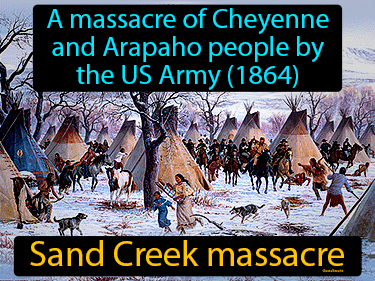 A massacre of Cheyenne
and Arapaho people by
the US Army (1864)
Sand Creek massacre